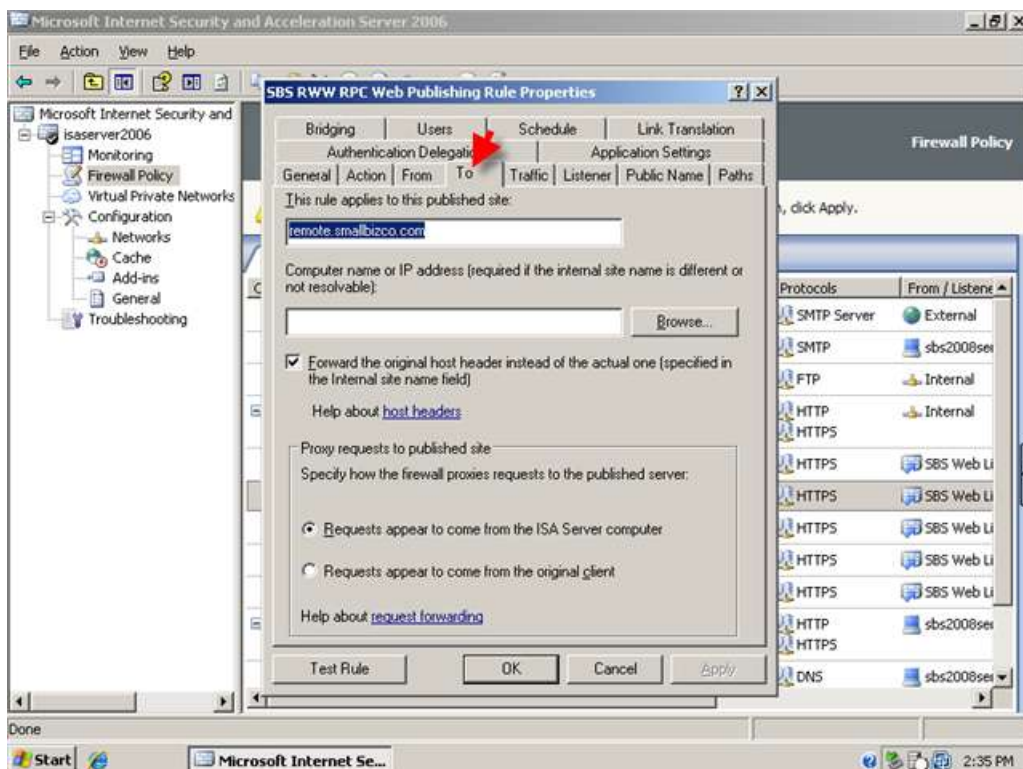 Microsoft Internet Security and Acceleration Server 2006
File Action View Help
Microsoft Internet Security and
isaserver2006
Monitoring
Firewall Policy
Virtual Private Networks
Configuration
Networks
Cache
Add-ins
General
Troubleshooting
Firewall Policy
, click Apply.
SBS RWW RPC Web Publishing Rule Properties
Bridging Users Schedule Link Translation
Authentication Delegation Application Settings
General Action From To Traffic Listener Public Name Paths
This rule applies to this published site:
remote.smallbizco.com
Computer name or IP address (required if the internal site name is different or
not resolvable):
Browse...
Forward the original host header instead of the actual one (specified in
the Internal site name field)
Help about host headers
Proxy requests to published site
Specify how the firewall proxies requests to the published server:
Requests appear to come from the ISA Server computer
Requests appear to come from the original client
Help about request forwarding
Test Rule OK Cancel Apply
Protocols From / Listene
SMTP Server External
SMTP sbs2008ser
FTP Internal
HTTP Internal
HTTPS
HTTPS SBS Web Li
HTTPS SBS Web Li
HTTPS SBS Web Li
HTTPS SBS Web Li
HTTPS SBS Web Li
HTTP sbs2008ser
HTTPS
DNS sbs2008ser
Done
Start Microsoft Internet Se... 2:35 PM